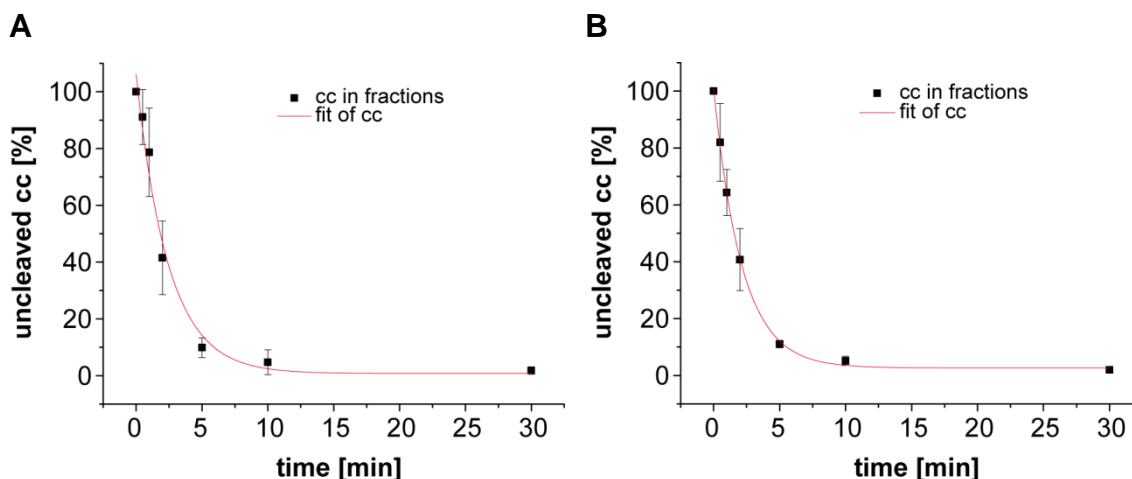 A
uncleaved cc [%]
100
80
60
40
20
0
cc in fractions
fit of cc
0 5 10 15 20 25 30
time [min]
B
uncleaved cc [%]
100
80
60
40
20
0
cc in fractions
fit of cc
0 5 10 15 20 25 30
time [min]